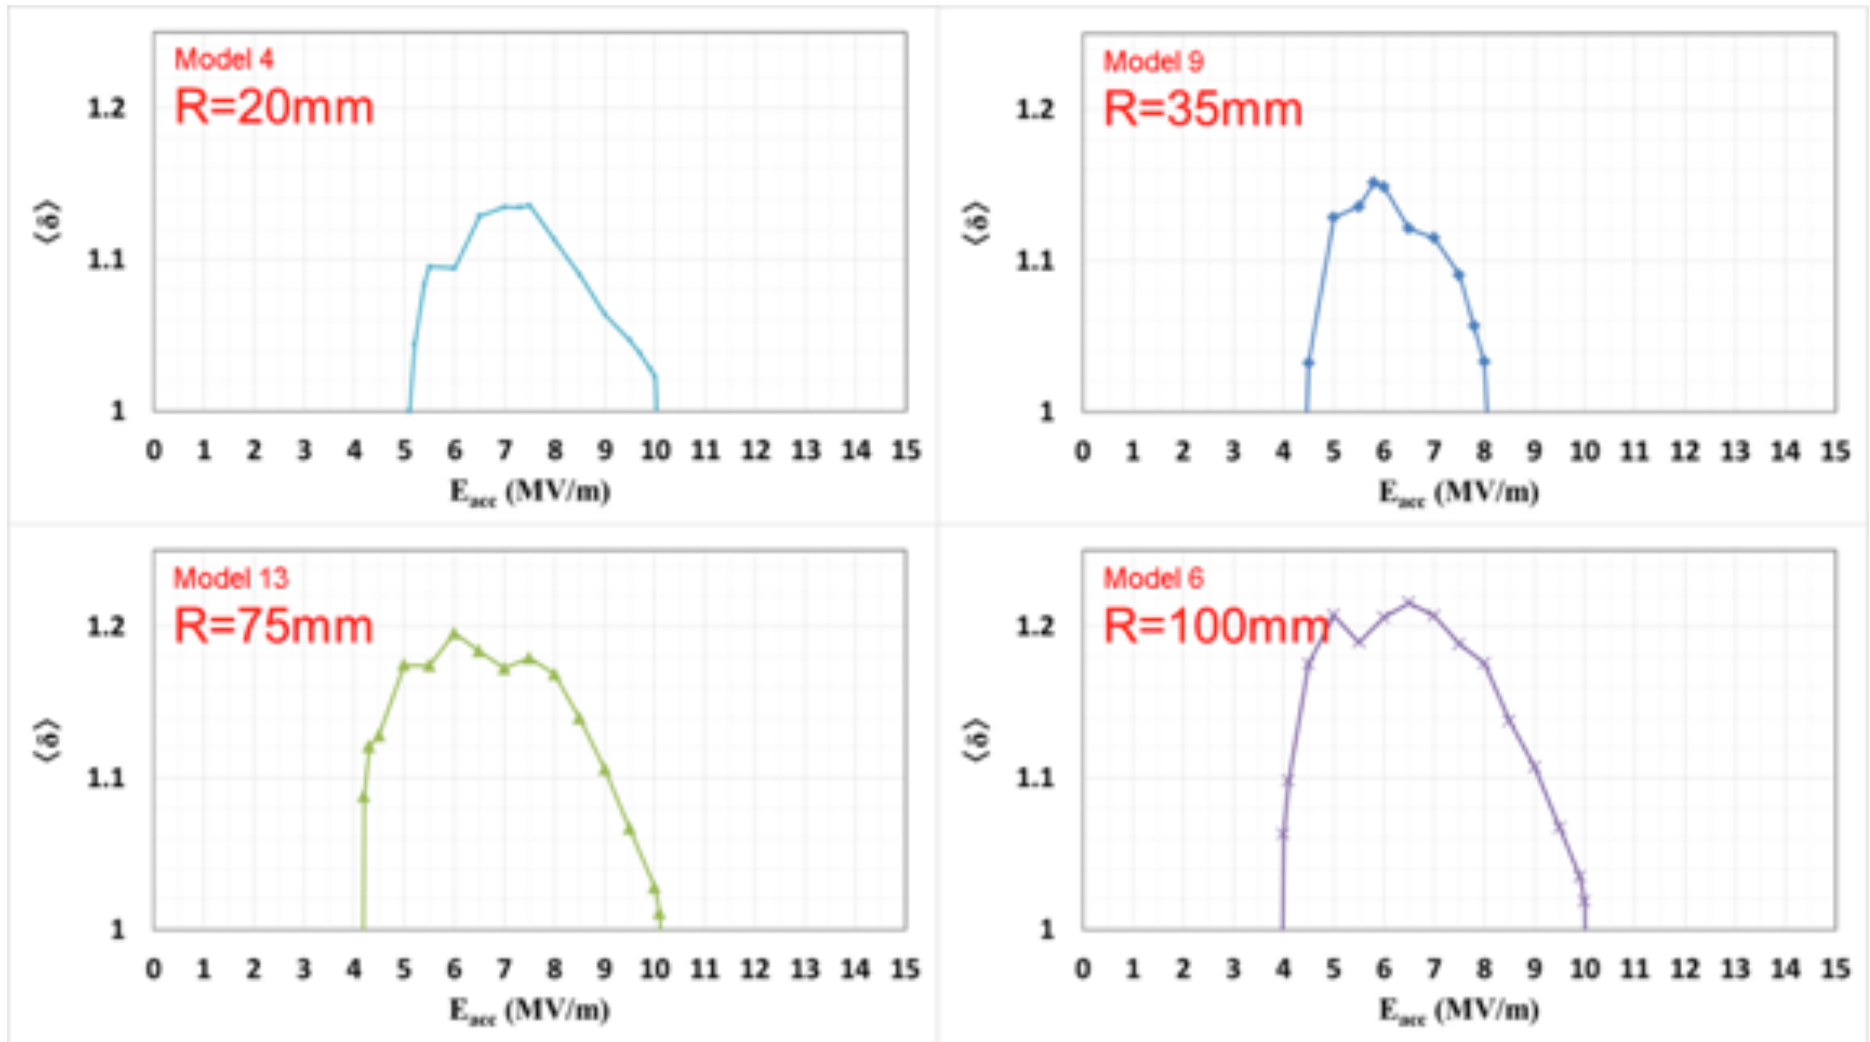 Model 4
R=20mm
1.2
1.1
1
⟨δ⟩
0 1 2 3 4 5 6 7 8 9 10 11 12 13 14 15
Eacc (MV/m)
Model 9
R=35mm
1.2
1.1
1
⟨δ⟩
0 1 2 3 4 5 6 7 8 9 10 11 12 13 14 15
Eacc (MV/m)
Model 13
R=75mm
1.2
1.1
1
⟨δ⟩
0 1 2 3 4 5 6 7 8 9 10 11 12 13 14 15
Eacc (MV/m)
Model 6
R=100mm
1.2
1.1
1
⟨δ⟩
0 1 2 3 4 5 6 7 8 9 10 11 12 13 14 15
Eacc (MV/m)